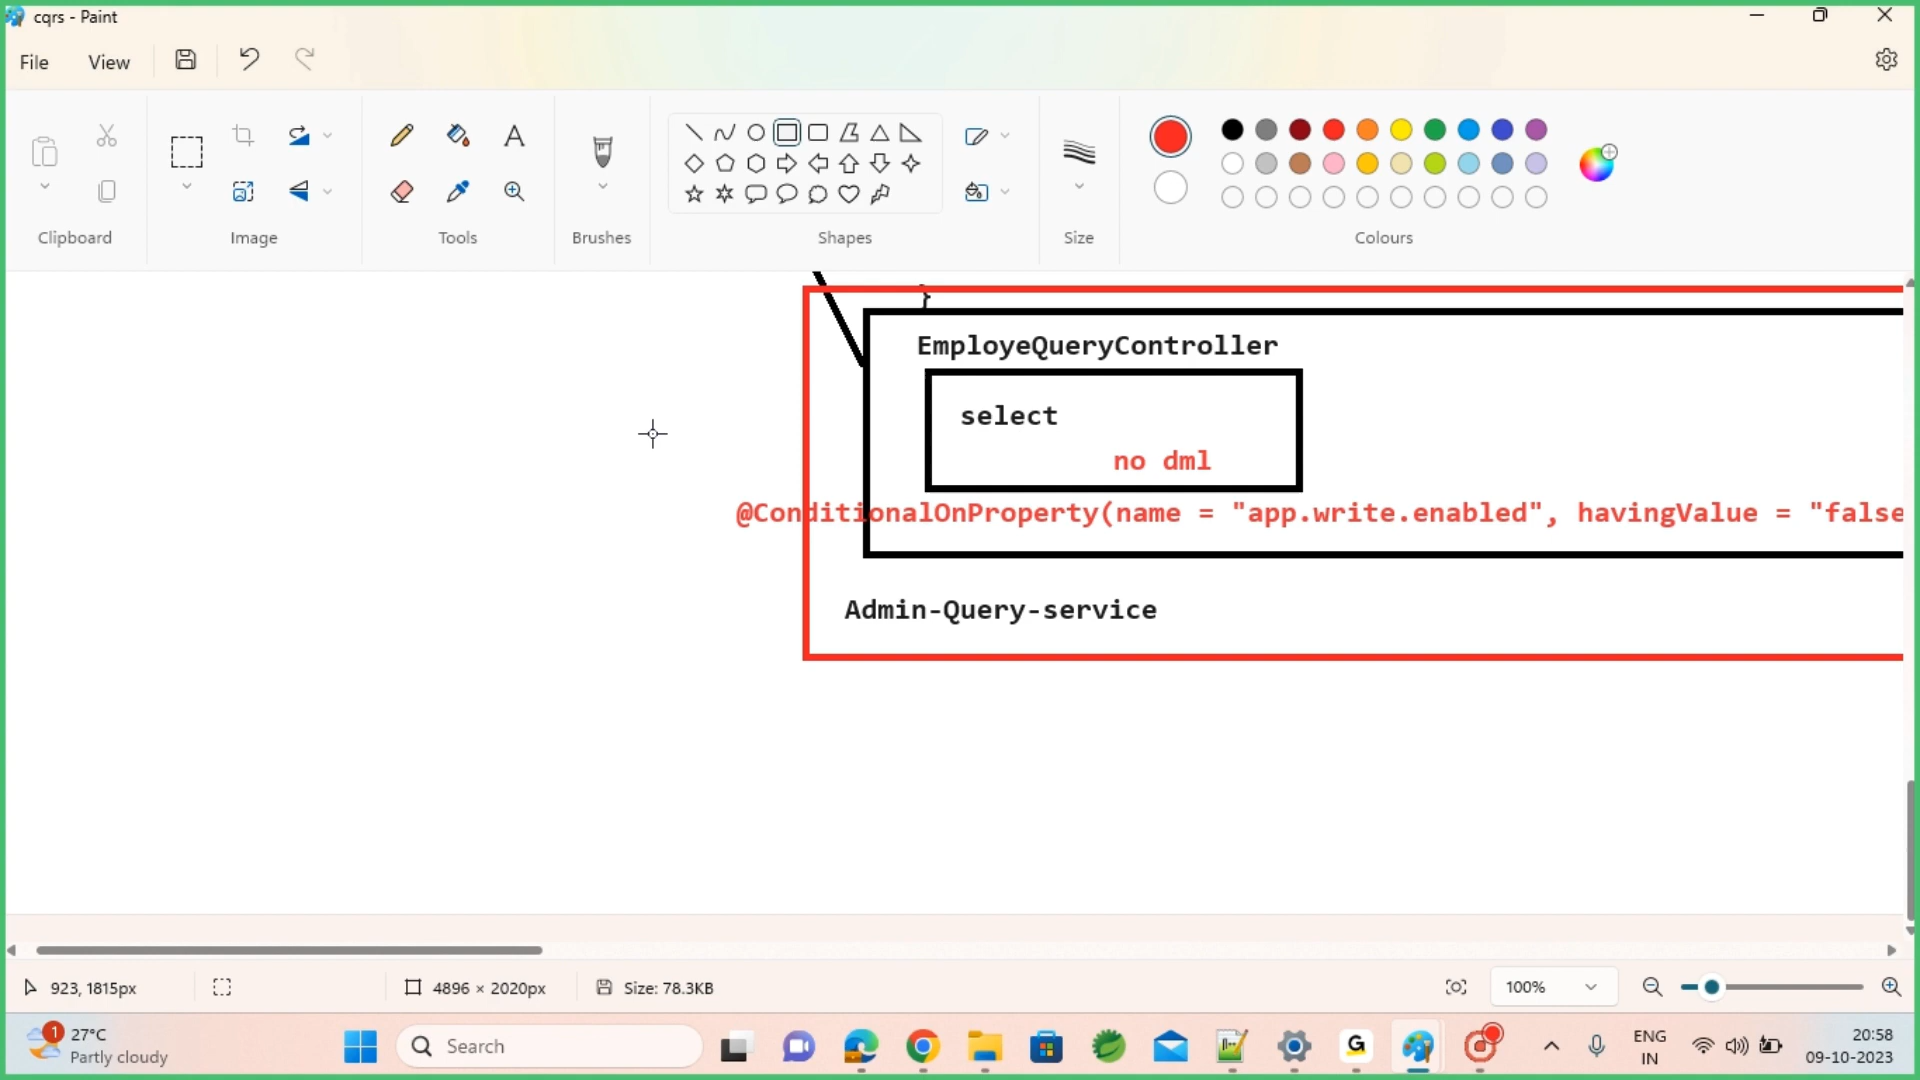 cqrs - Paint
File View
Clipboard Image Tools Brushes Shapes Size Colours
}
EmployeQueryController
select
no dml
@ConditionalOnProperty(name = "app.write.enabled", havingValue = "false
Admin-Query-service
923, 1815px 4896 × 2020px Size: 78.3KB 100%
1 27°C
Partly cloudy
Search
G
ENG
IN
20:58
09-10-2023